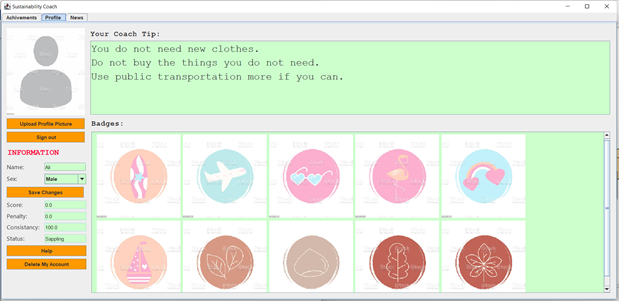 Sustainability Coach
Achivements Profile News
Your Coach Tip:
You do not need new clothes.
Do not buy the things you do not need.
Use public transportation more if you can.
Upload Profile Picture
Sign out
INFORMATION
Name: Ali
Sex: Male
Save Changes
Score: 0.0
Penalty: 0.0
Consistancy: 100.0
Status: Sappling
Help
Delete My Account
Badges: